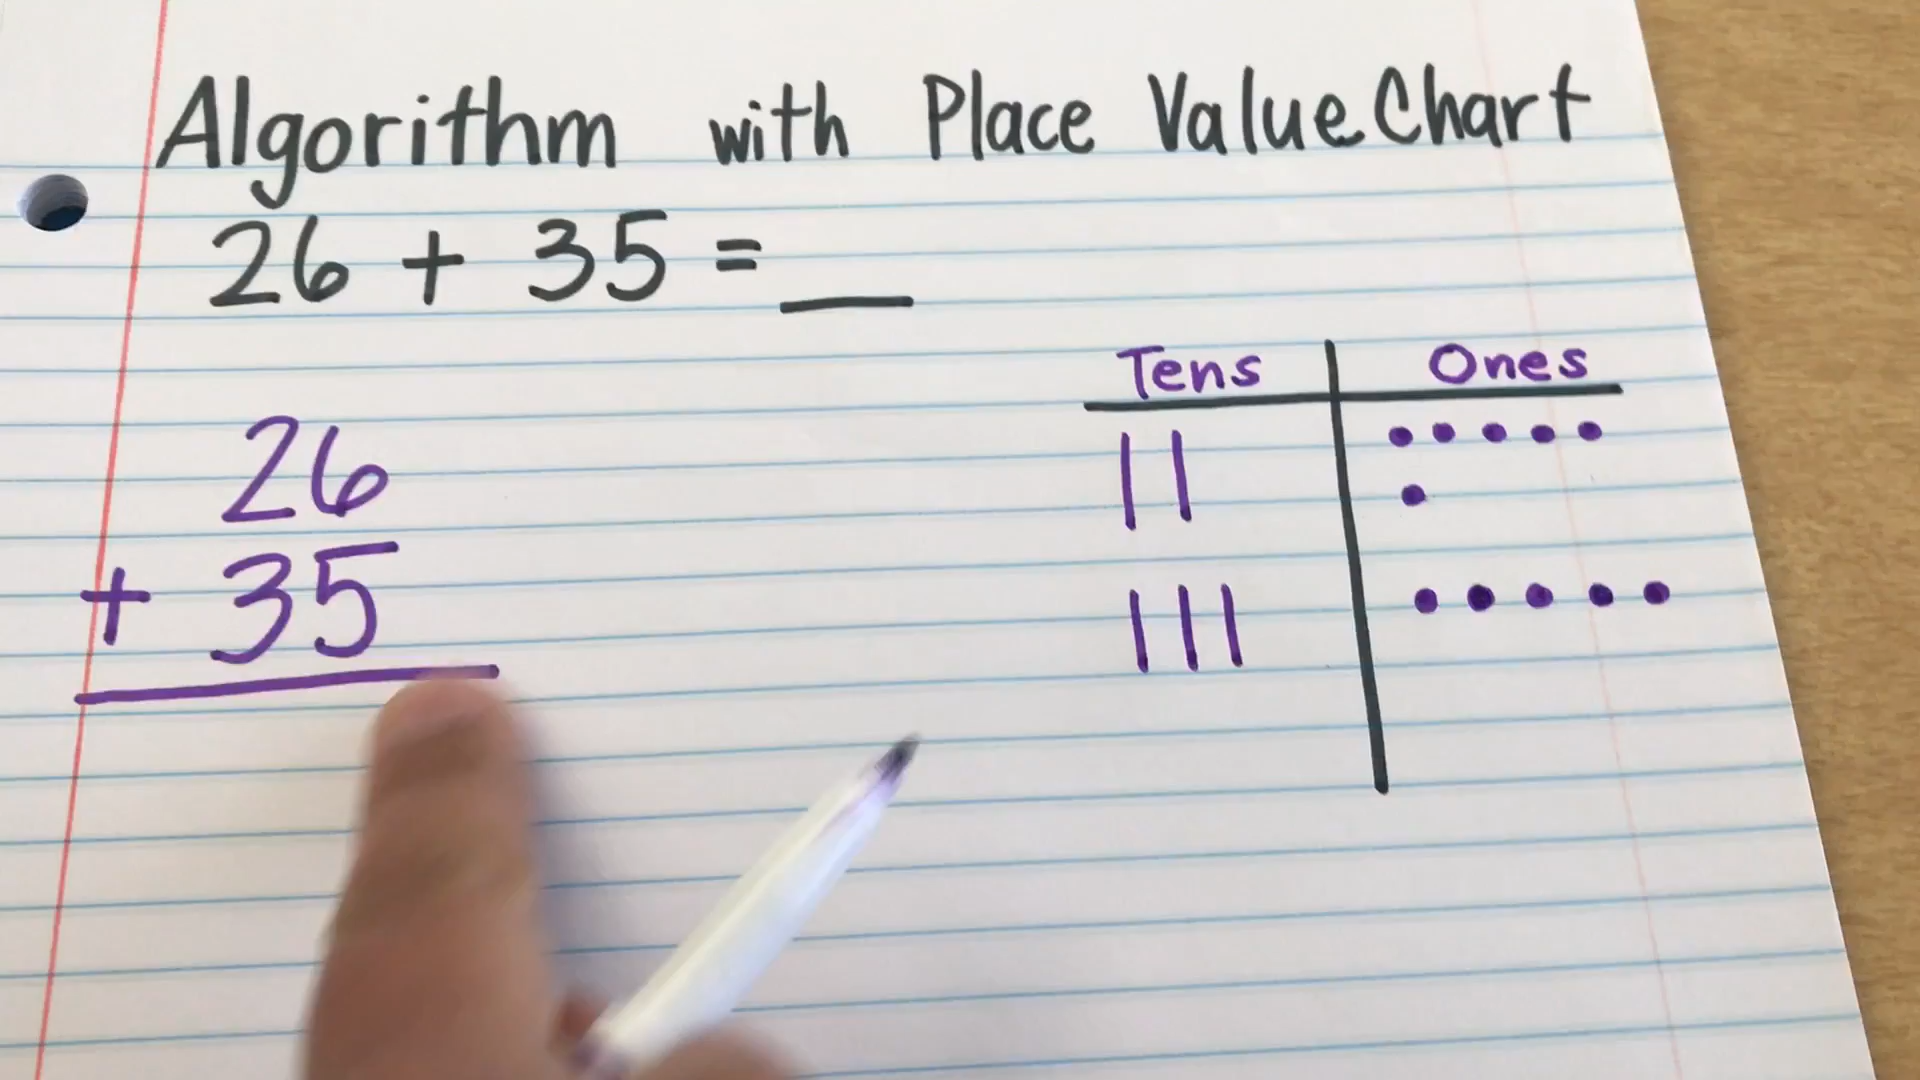 Algorithm with Place Value Chart
26 + 35 = __
Tens Ones
26
+ 35